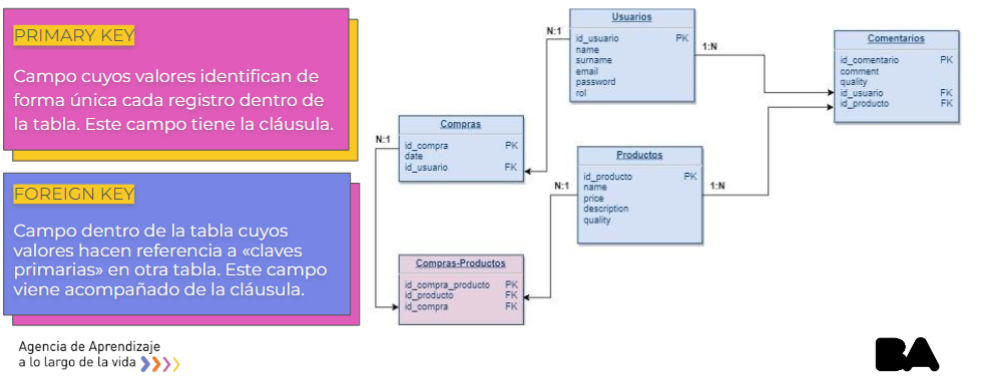 PRIMARY KEY
Campo cuyos valores identifican de
forma única cada registro dentro de
la tabla. Este campo tiene la cláusula.
FOREIGN KEY
Campo dentro de la tabla cuyos
valores hacen referencia a «claves
primarias» en otra tabla. Este campo
viene acompañado de la cláusula.
Agencia de Aprendizaje
a lo largo de la vida
N:1
Usuarios
id_usuario PK
name
surname
email
password
rol
1:N
Comentarios
id_comentario PK
comment
quality
id_usuario FK
id_producto FK
N:1
Compras
id_compra PK
date
id_usuario FK
N:1
Productos
id_producto PK
name
price
description
quality
1:N
Compras-Productos
id_compra_producto PK
id_producto FK
id_compra FK
BA